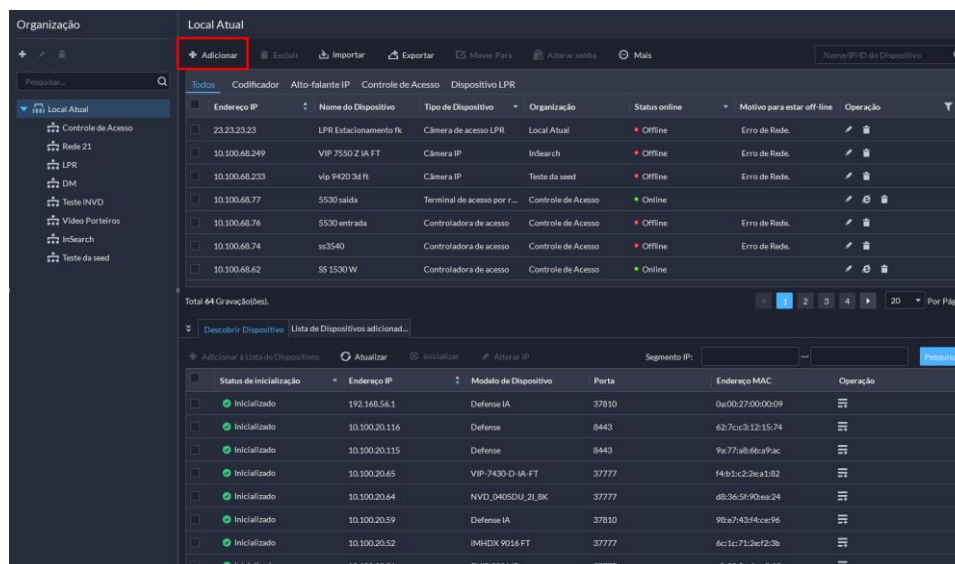 Organização
Local Atual
Adicionar Excluir Importar Exportar Mover Para Alterar senha Mais Nome/IP/ID do Dispositivo
Pesquisar...
Todos Codificador Alto-falante IP Controle de Acesso Dispositivo LPR
Local Atual
Controle de Acesso
Rede 21
LPR
DM
Teste INVD
Video Porteiros
InSearch
Teste da seed
Endereço IP Nome do Dispositivo Tipo de Dispositivo Organização Status online Motivo para estar off-line Operação
23.23.23.23 LPR Estacionamento fk Câmera de acesso LPR Local Atual Offline Erro de Rede.
10.100.68.249 VIP 7550 Z IA FT Câmera IP InSearch Offline Erro de Rede.
10.100.68.233 vip 9420 3d ft Câmera IP Teste da seed Offline Erro de Rede.
10.100.68.77 5530 saida Terminal de acesso por r... Controle de Acesso Online
10.100.68.76 5530 entrada Controladora de acesso Controle de Acesso Offline Erro de Rede.
10.100.68.74 ss3540 Controladora de acesso Controle de Acesso Offline Erro de Rede.
10.100.68.62 SS 1530 W Controladora de acesso Controle de Acesso Online
Total 64 Gravação(ões). 1 2 3 4 20 Por Pág
Descobrir Dispositivo Lista de Dispositivos adicionad...
Adicionar à Lista de Dispositivos Atualizar Inicializar Alterar IP Segmento IP: — Pesquisa
Status de inicialização Endereço IP Modelo de Dispositivo Porta Endereço MAC Operação
Inicializado 192.168.56.1 Defense IA 37810 0a:00:27:00:00:09
Inicializado 10.100.20.116 Defense 8443 62:7c:c3:12:15:74
Inicializado 10.100.20.115 Defense 8443 9a:77:a8:6b:a9:ac
Inicializado 10.100.20.65 VIP-7430-D-IA-FT 37777 f4:b1:c2:2e:a1:82
Inicializado 10.100.20.64 NVD_0405DU_2I_8K 37777 d8:36:5f:90:ea:24
Inicializado 10.100.20.59 Defense IA 37810 98:e7:43:f4:ce:96
Inicializado 10.100.20.52 iMHDX 9016 FT 37777 6c:1c:71:2e:f2:3b